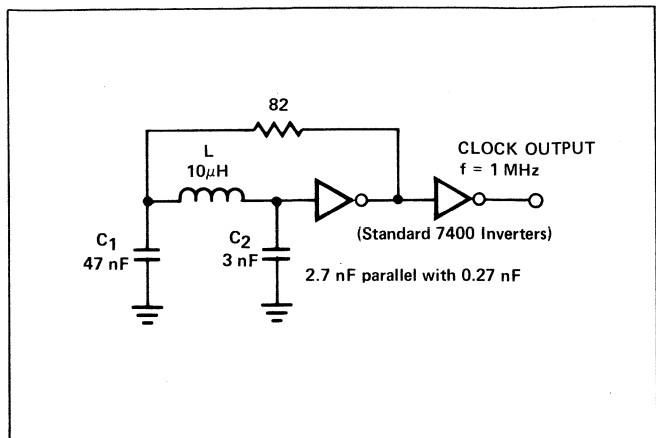 82
L
10μH
CLOCK OUTPUT
f = 1 MHz
C1
47 nF
C2
3 nF
(Standard 7400 Inverters)
2.7 nF parallel with 0.27 nF